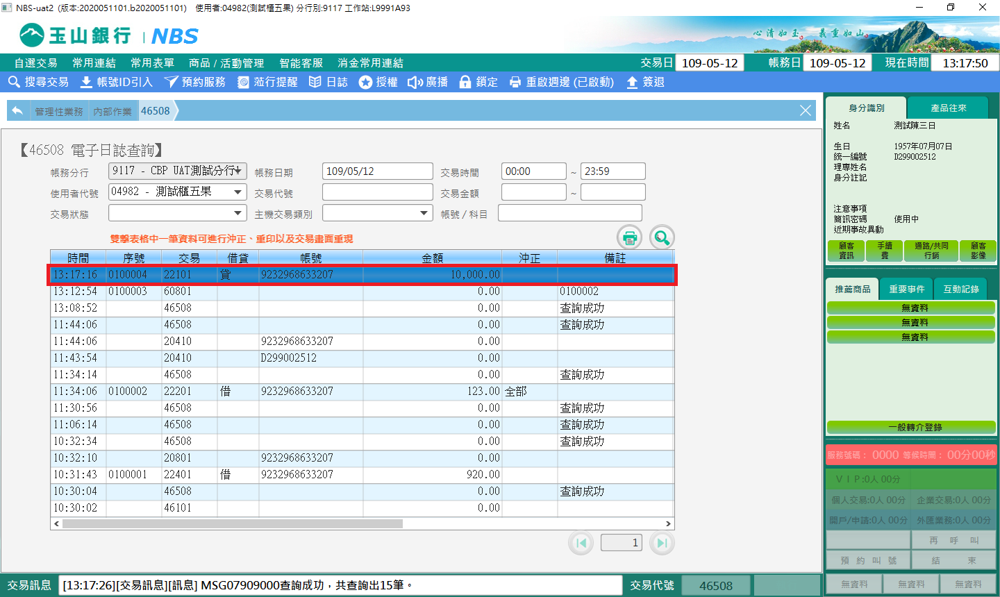 NBS-uat2 (版本:2020051101.b2020051101) 使用者:04982(測試櫃五果) 分行別:9117 工作站:L9991A93
玉山銀行 NBS
心清如玉。 義重如山。
自選交易 常用連結 常用表單 商品 / 活動管理 智能客服 消金常用連結 交易日 109-05-12 帳務日 109-05-12 現在時間 13:17:50
搜尋交易 帳號ID引入 預約服務 蒞行提醒 日誌 授權 廣播 鎖定 重啟週邊 (已啟動) 簽退
管理性業務 內部作業 46508
【46508 電子日誌查詢】
帳務分行 9117 - CBP UAT測試分行 帳務日期 109/05/12 交易時間 00:00 ~ 23:59
使用者代號 04982 - 測試櫃五果 交易代號 交易金額 ~
交易狀態 主機交易類別 帳號 / 科目
雙擊表格中一筆資料可進行沖正、重印以及交易畫面重現
時間 序號 交易 借貸 帳號 金額 沖正 備註
13:17:16 0100004 22101 貸 9232968633207 10,000.00
13:12:54 0100003 60801 0.00 0100002
13:08:52 46508 0.00 查詢成功
11:44:06 46508 0.00 查詢成功
11:44:06 20410 9232968633207 0.00
11:43:54 20410 D299002512 0.00
11:34:14 46508 0.00 查詢成功
11:34:06 0100002 22201 借 9232968633207 123.00 全部
11:30:56 46508 0.00 查詢成功
11:06:14 46508 0.00 查詢成功
10:32:34 46508 0.00 查詢成功
10:32:10 20801 9232968633207 0.00
10:31:43 0100001 22401 借 9232968633207 920.00
10:30:04 46508 0.00 查詢成功
10:30:02 46101 0.00
1
交易訊息 [13:17:26][交易訊息][訊息] MSG07909000查詢成功，共查詢出15筆。 交易代號 46508
身分識別 產品往來
姓名 測試陳三日
生日 1957年07月07日
統一編號 D299002512
理專姓名
身分註記
注意事項
簡訊密碼 使用中
近期事故異動
顧客資訊 手續費 通路/共同行銷 顧客影像
推薦商品 重要事件 互動記錄
無資料
無資料
無資料
一般轉介登錄
服務號碼： 0000 等候時間： 00分00秒
ＶＩＰ:0人 00分
個人交易:0人 00分 企業交易:0人 00分
開戶/申請:0人 00分 外匯業務:0人 00分
再 呼 叫
預 約 叫 號 結 束
無資料 無資料 無資料